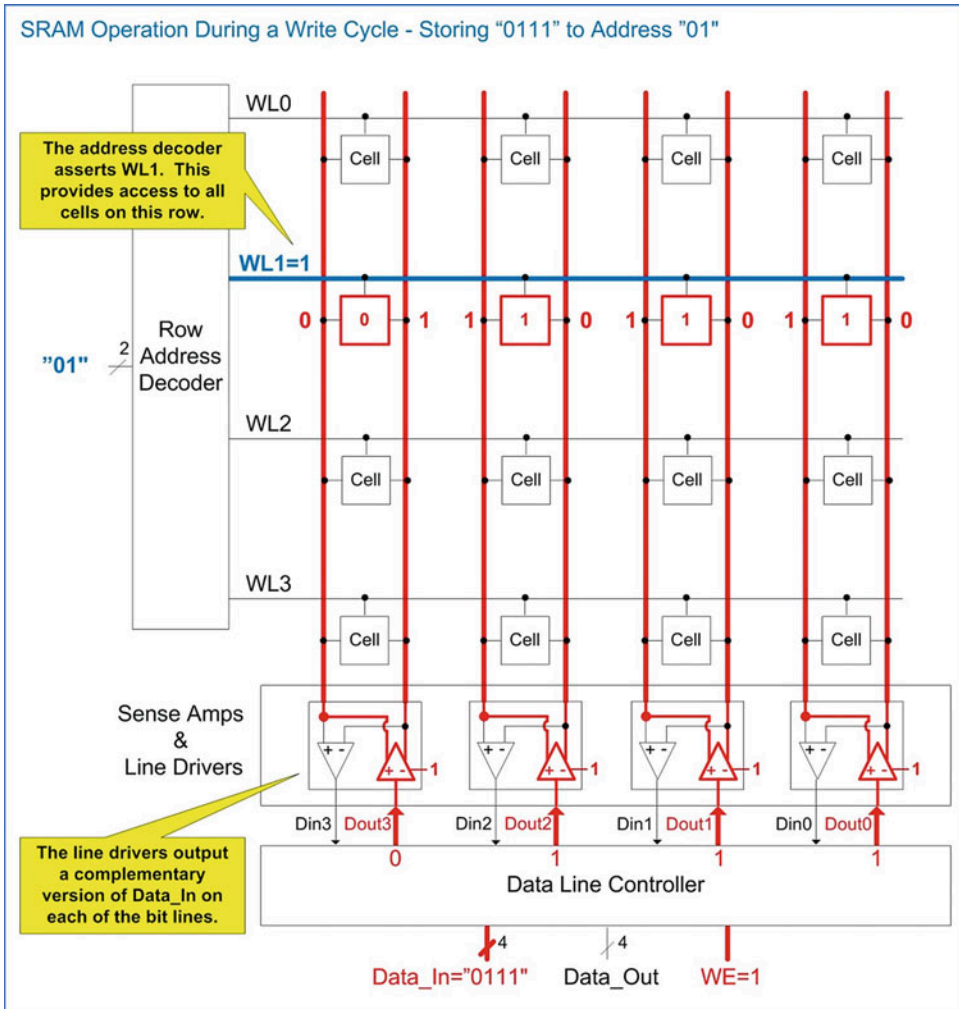 SRAM Operation During a Write Cycle - Storing “0111” to Address ”01"
WL0
The address decoder
asserts WL1. This
provides access to all
cells on this row.
Cell Cell Cell Cell
WL1=1
0 0 1 1 1 0 1 1 0 1 1 0
”01" 2
Row
Address
Decoder
WL2
Cell Cell Cell Cell
WL3
Cell Cell Cell Cell
Sense Amps
&
Line Drivers
+ - + - 1 + - + - 1 + - + - 1 + - + - 1
Din3 Dout3 Din2 Dout2 Din1 Dout1 Din0 Dout0
0 1 1 1
The line drivers output
a complementary
version of Data_In on
each of the bit lines.
Data Line Controller
4 4
Data_In=”0111" Data_Out WE=1